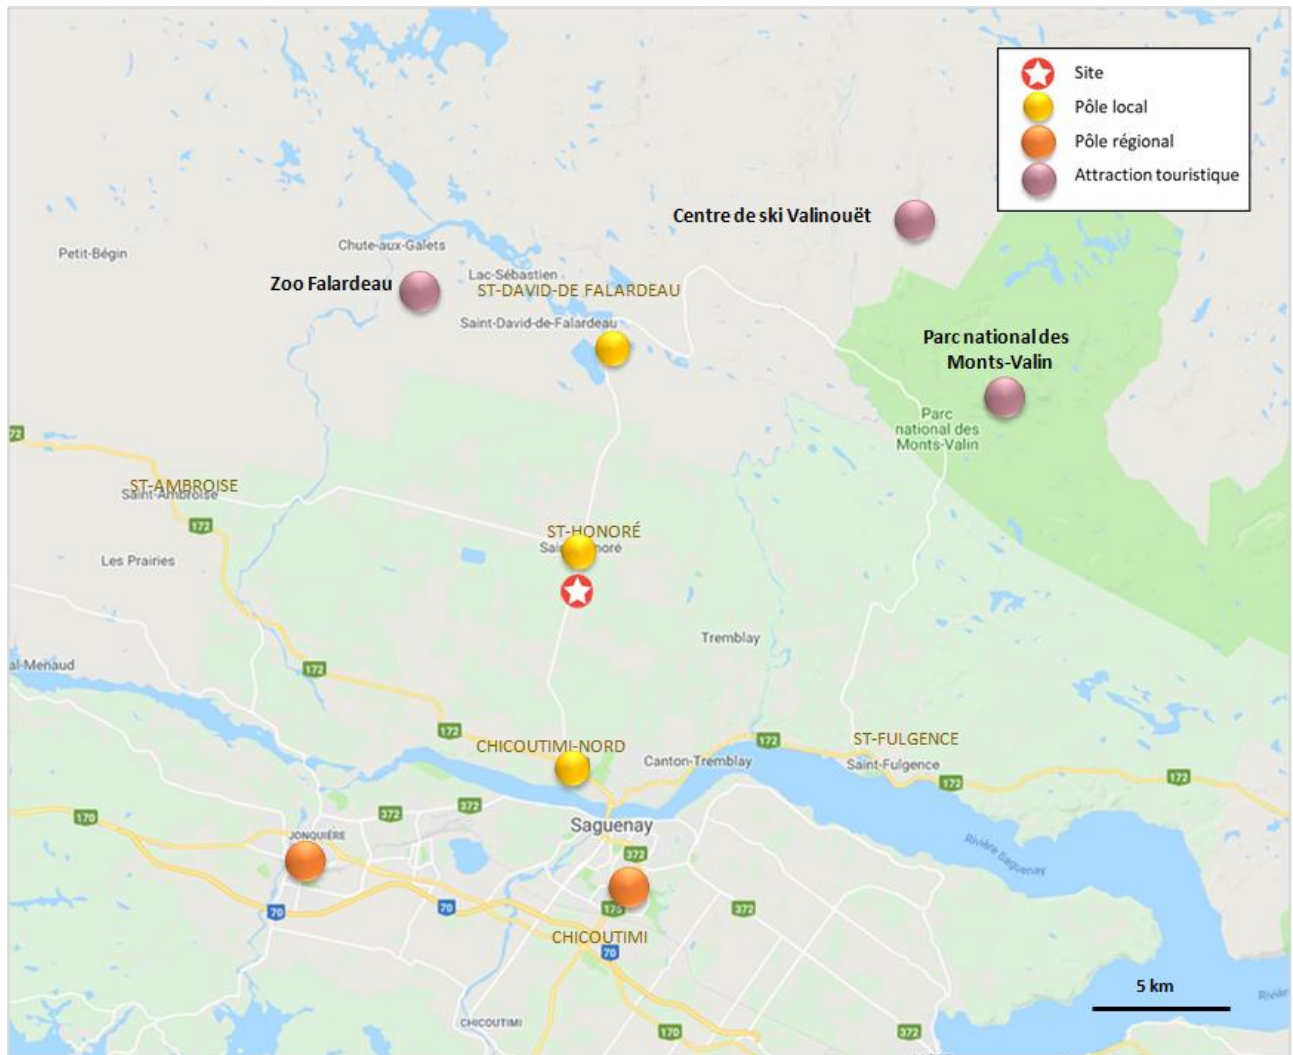 Site
Pôle local
Pôle régional
Attraction touristique
Centre de ski Valinouët
Petit-Bégin
Chute-aux-Galets
Zoo Falardeau
Lac-Sébastien
ST-DAVID-DE FALARDEAU
Saint-David-de-Falardeau
Parc national des
Monts-Valin
Parc
national des
Monts-Valin
72
ST-AMBROISE
Saint-Ambroise
172
ST-HONORÉ
Les Prairies
Tremblay
al-Menaud
172
172
CHICOUTIMI-NORD
172
ST-FULGENCE
Canton-Tremblay
Saint-Fulgence
172
172
170
372
372
Saguenay
JONQUIÈRE
372
Rivière Saguenay
70
70
175
372
CHICOUTIMI
70
5 km
CHICOUTIMI
170
372